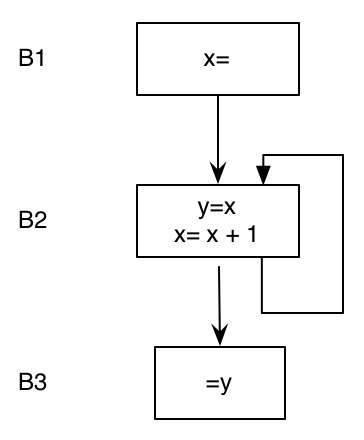 B1
x=
B2
y=x
x= x + 1
B3
=y